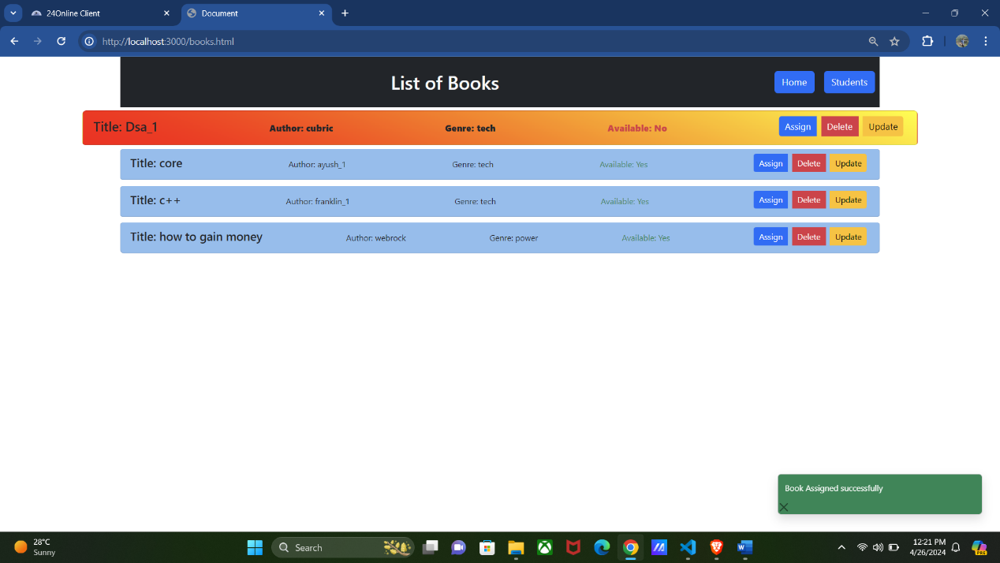 24Online Client
Document
http://localhost:3000/books.html
List of Books
Home
Students
Title: Dsa_1
Author: cubric
Genre: tech
Available: No
Assign
Delete
Update
Title: core
Author: ayush_1
Genre: tech
Available: Yes
Assign
Delete
Update
Title: c++
Author: franklin_1
Genre: tech
Available: Yes
Assign
Delete
Update
Title: how to gain money
Author: webrock
Genre: power
Available: Yes
Assign
Delete
Update
Book Assigned successfully
28°C
Sunny
Search
12:21 PM
4/26/2024
PRE